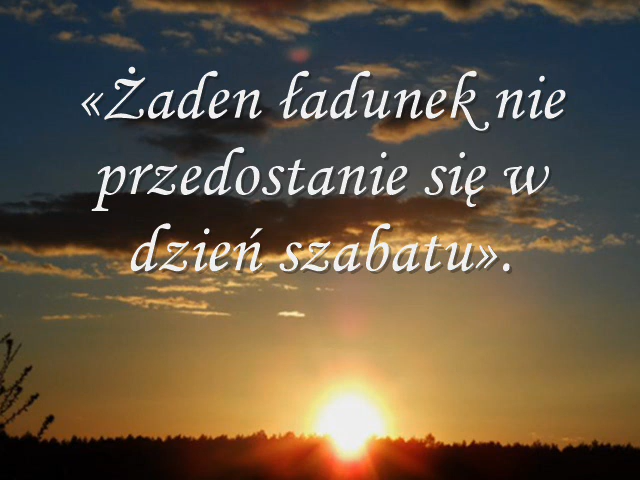 «Żaden ładunek nie
przedostanie się w
dzień szabatu».